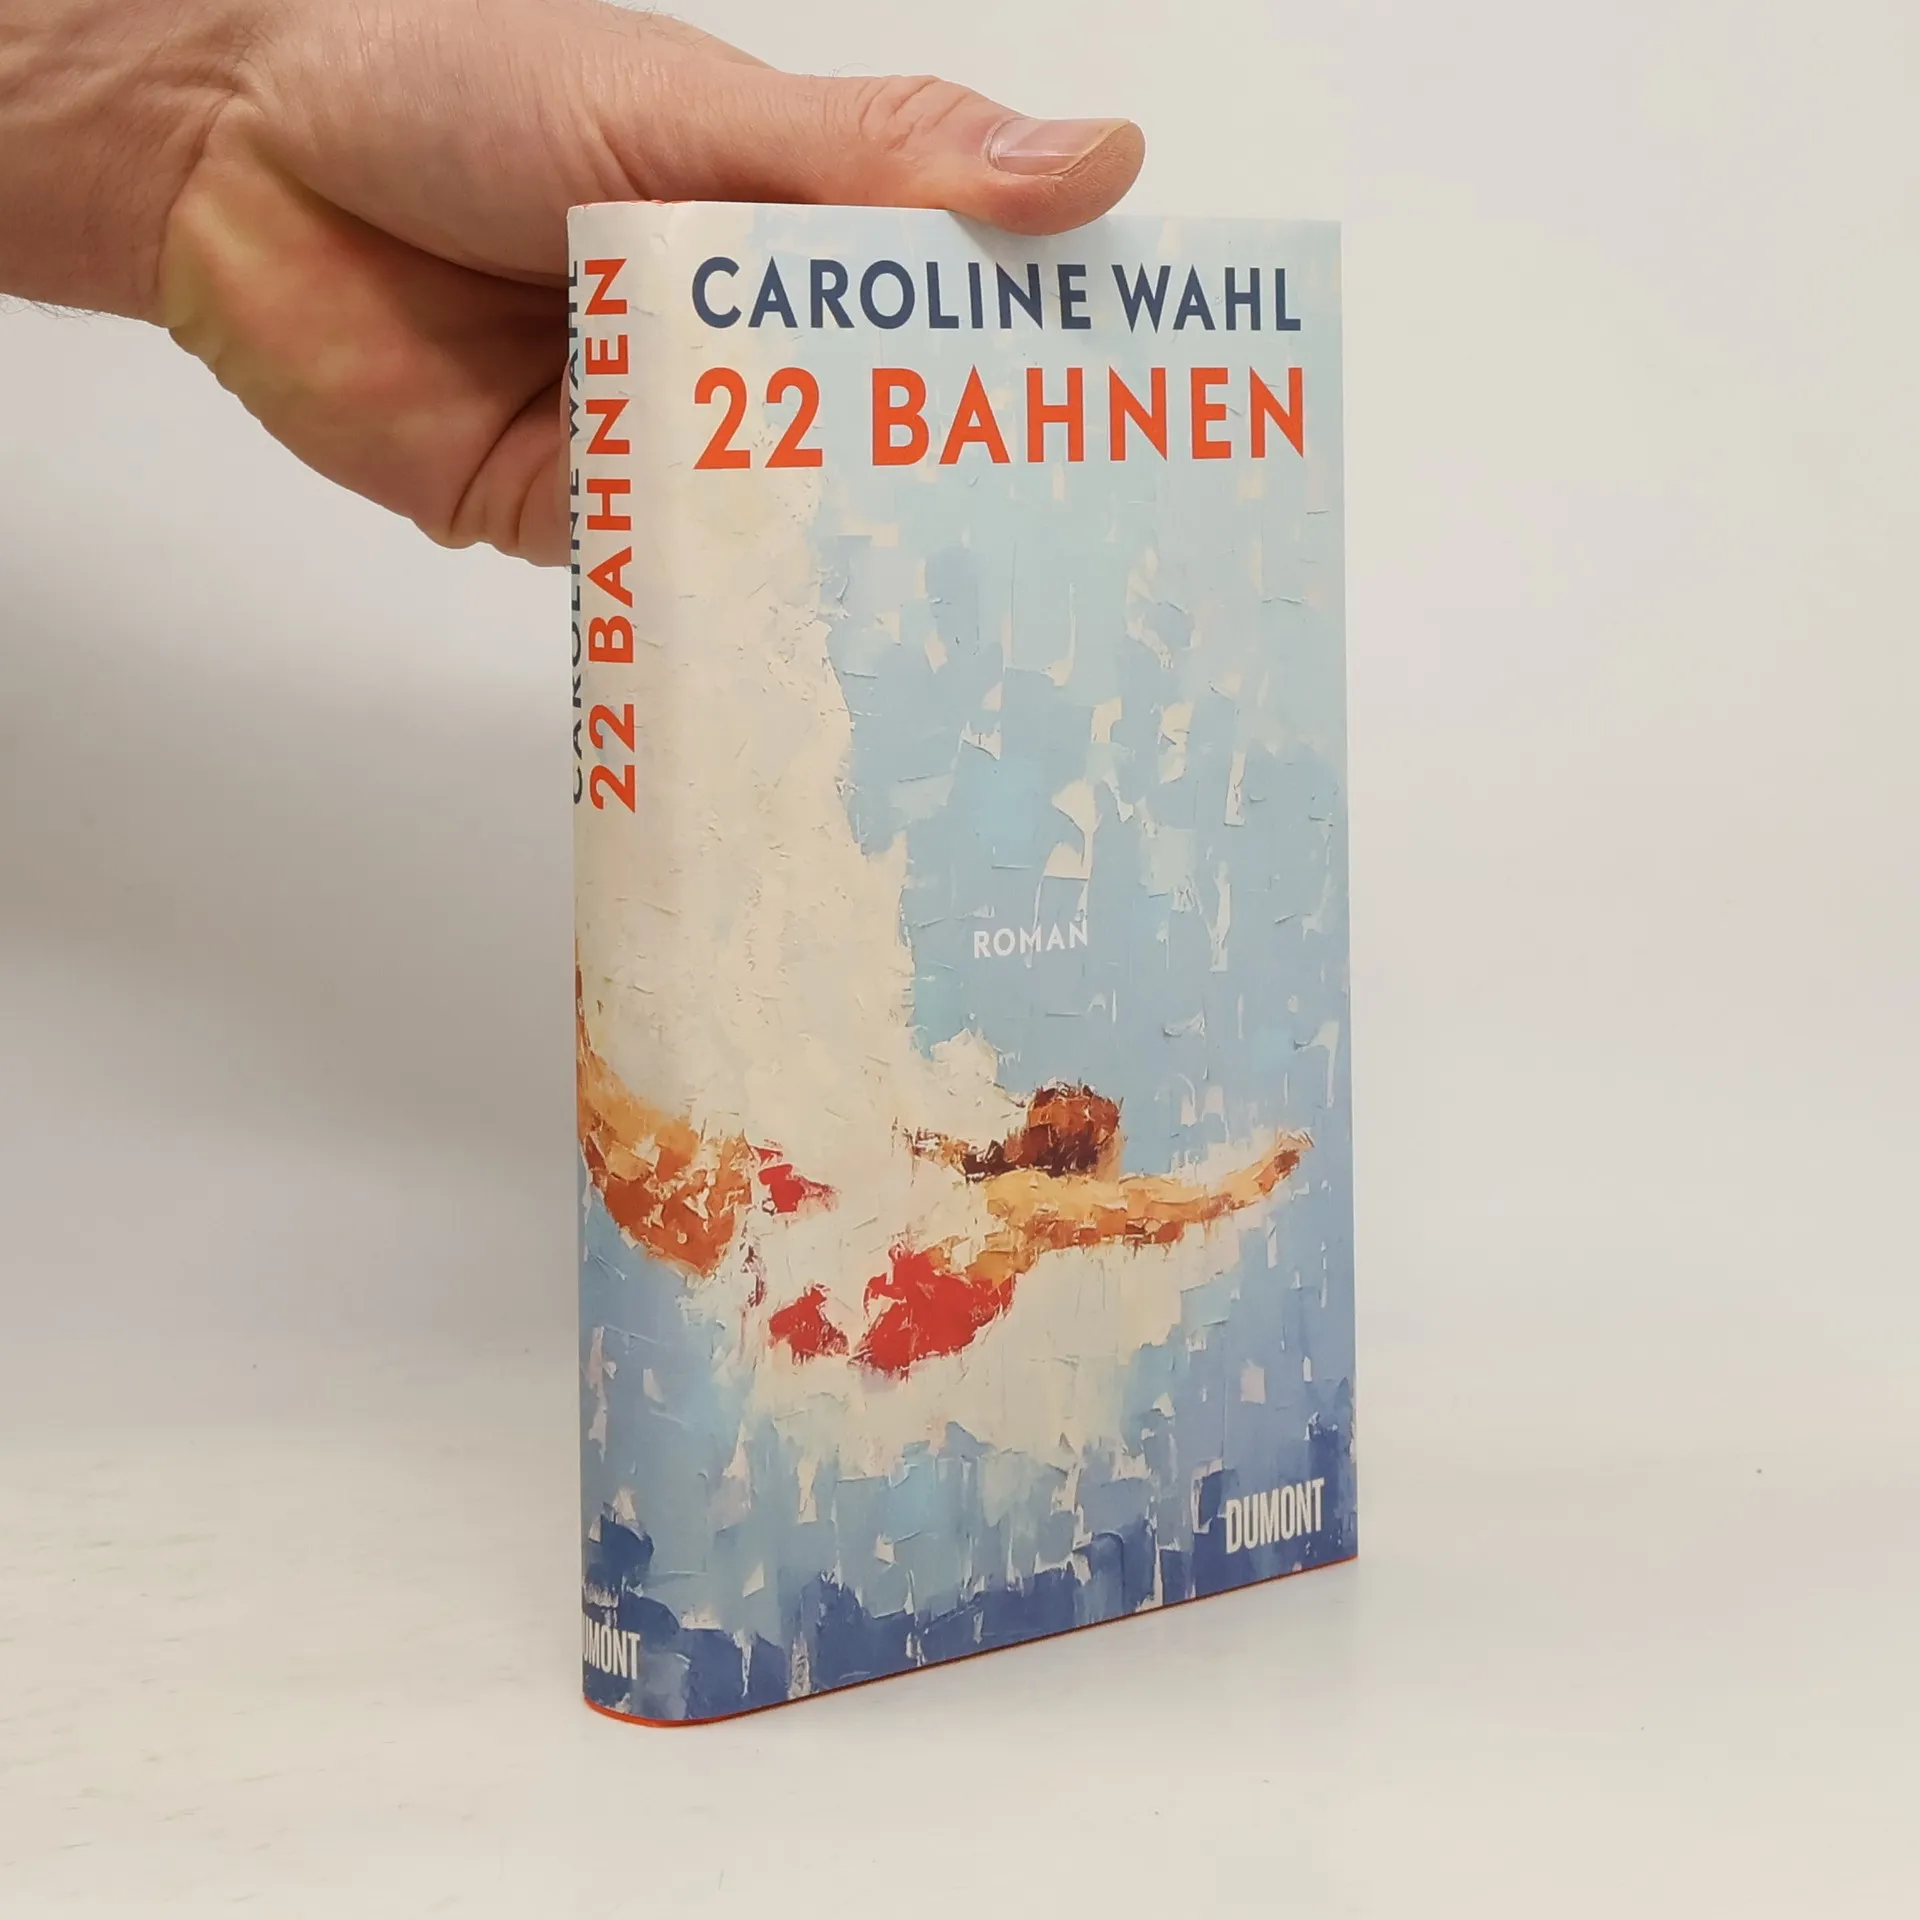 CAROLINE WAHL
22 BAHNEN
ROMAN
DUMONT
CAROLINE WAHL
22 BAHNEN
DUMONT